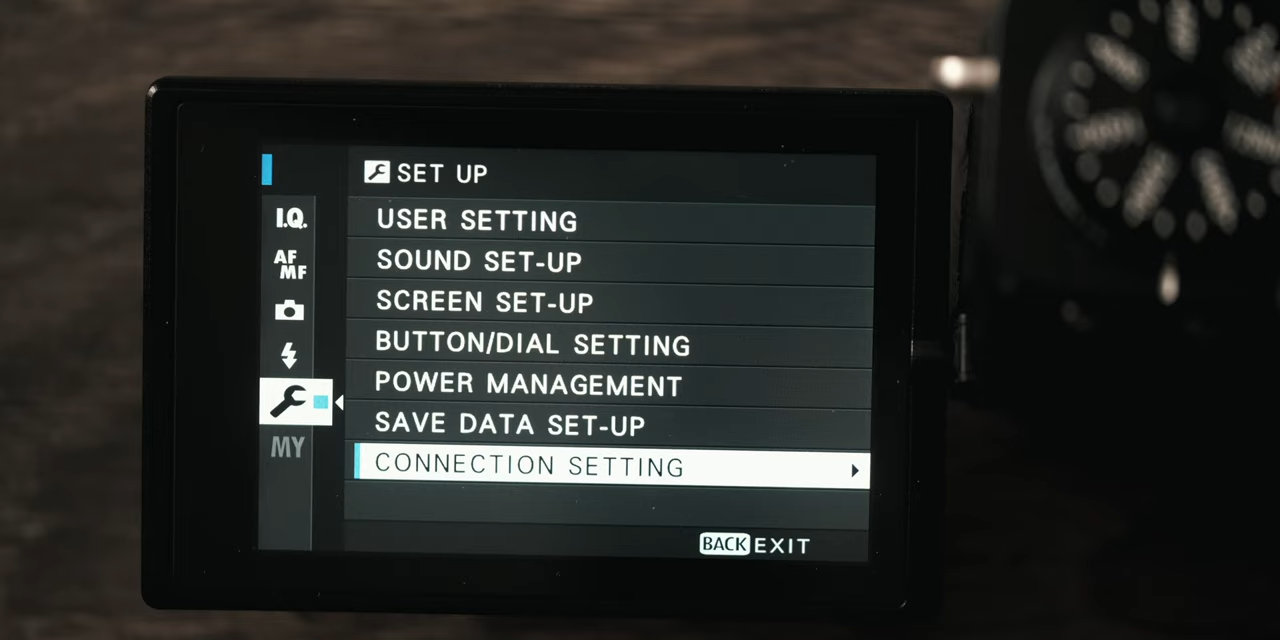 SET UP
I.Q.
USER SETTING
AF
MF
SOUND SET-UP
SCREEN SET-UP
BUTTON/DIAL SETTING
POWER MANAGEMENT
SAVE DATA SET-UP
MY
CONNECTION SETTING
BACK EXIT